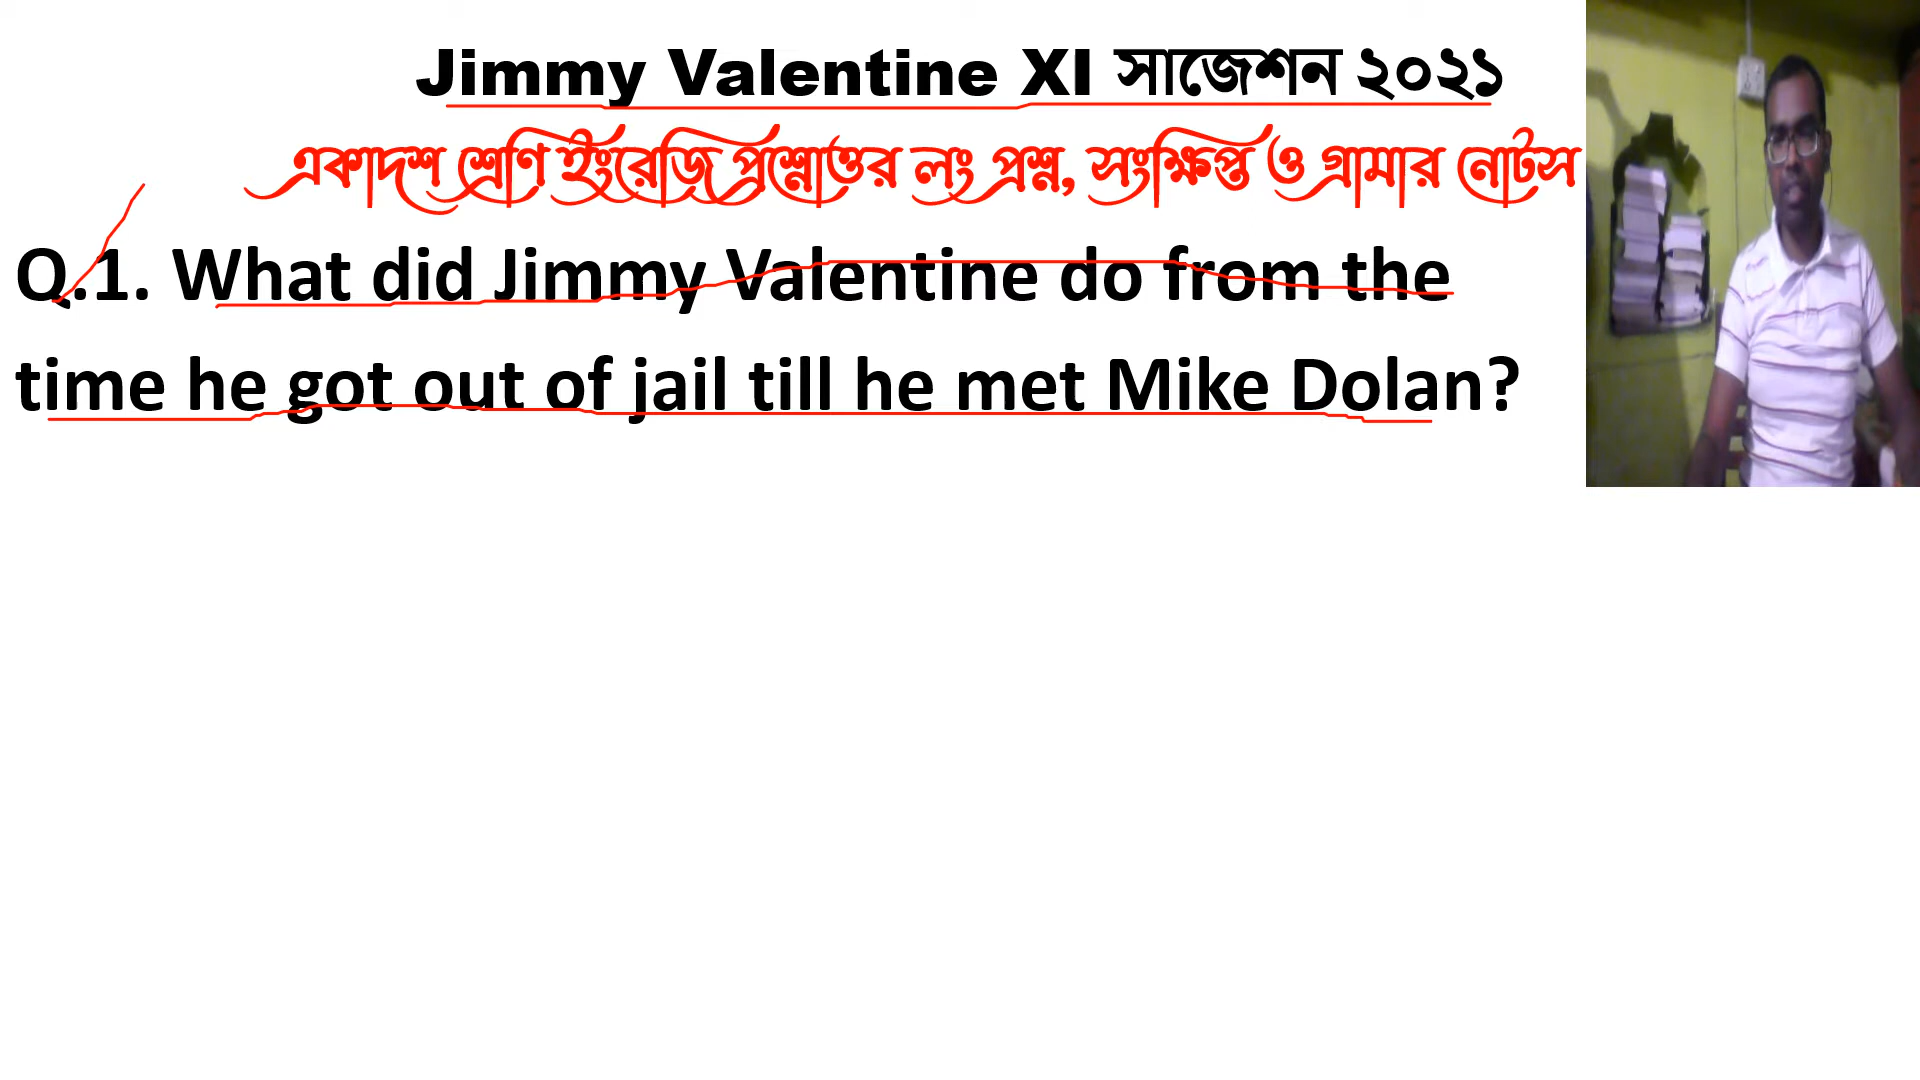 Jimmy Valentine XI সাজেশন ২০২১
একাদশ শ্রেণি ইংরেজি প্রশ্নোত্তর লং প্রশ্ন, সংক্ষিপ্ত ও গ্রামার নোটস
Q.1. What did Jimmy Valentine do from the
time he got out of jail till he met Mike Dolan?